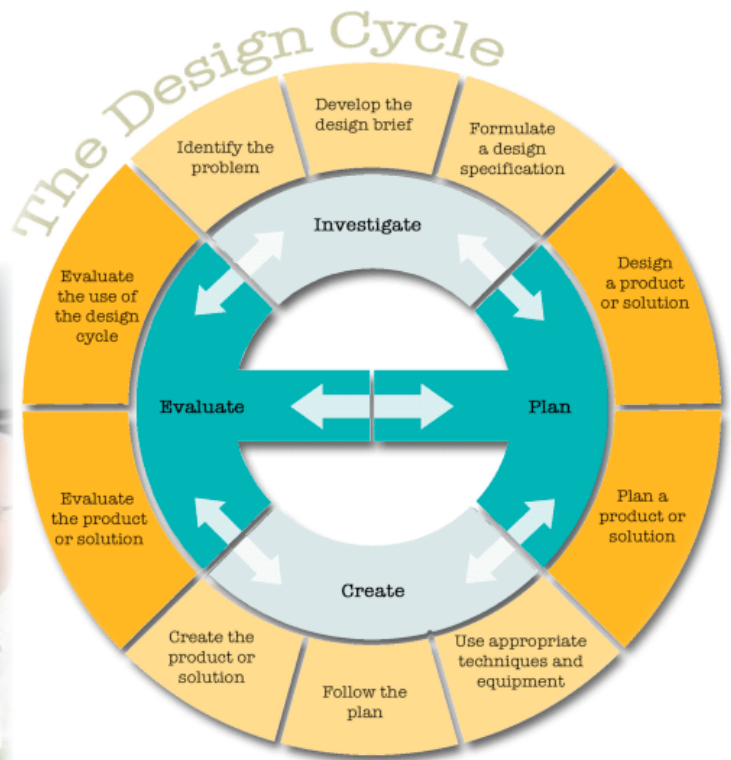 The Design Cycle
Identify the
problem
Develop the
design brief
Formulate
a design
specification
Investigate
Evaluate
the use of
the design
cycle
Design
a product
or solution
Evaluate
Plan
Evaluate
the product
or solution
Plan a
product or
solution
Create
Create the
product or
solution
Follow the
plan
Use appropriate
techniques and
equipment